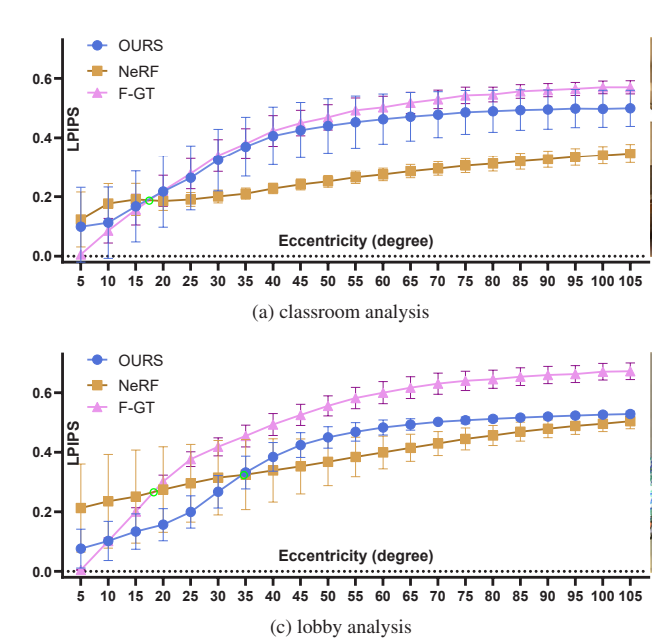 OURS
NeRF
F-GT
LPIPS
0.6
0.4
0.2
0.0
Eccentricity (degree)
5 10 15 20 25 30 35 40 45 50 55 60 65 70 75 80 85 90 95 100 105
(a) classroom analysis
OURS
NeRF
F-GT
LPIPS
0.6
0.4
0.2
0.0
Eccentricity (degree)
5 10 15 20 25 30 35 40 45 50 55 60 65 70 75 80 85 90 95 100 105
(c) lobby analysis